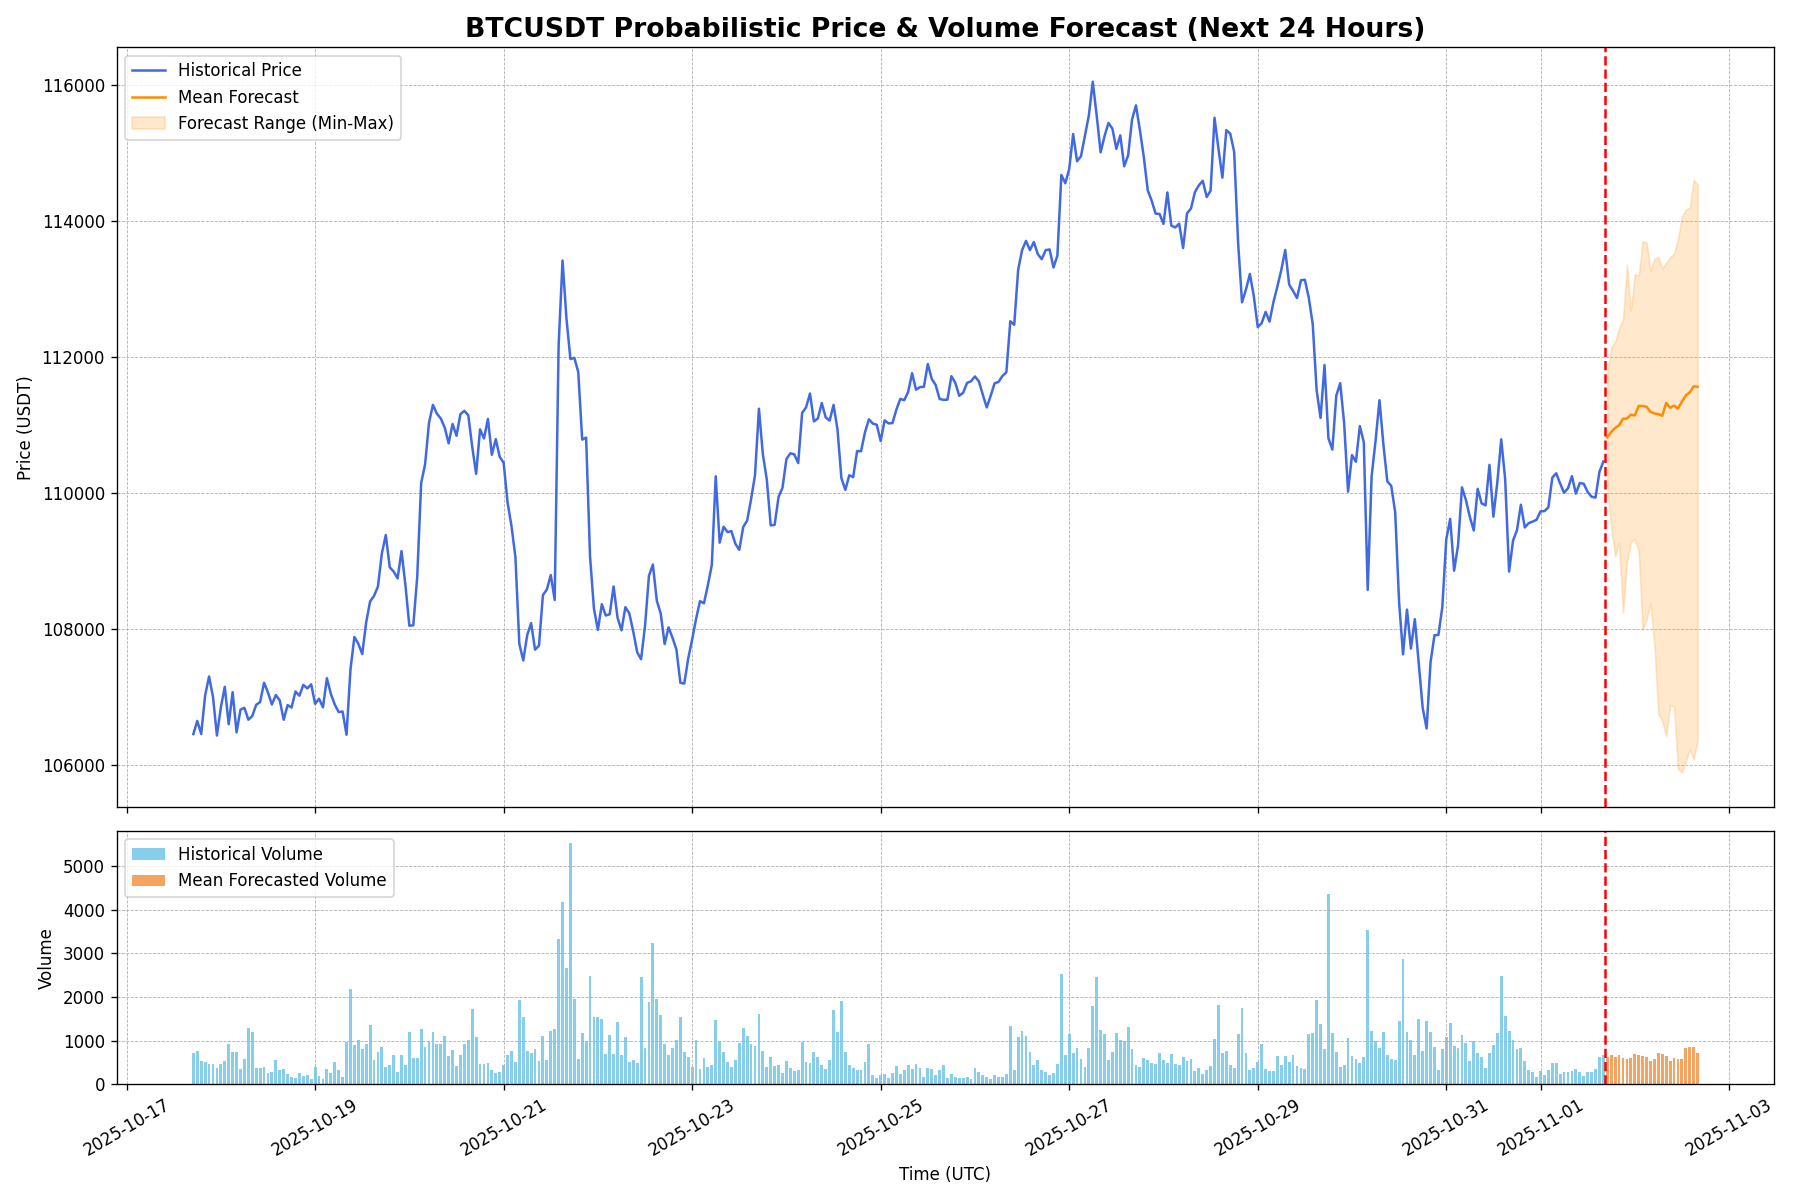 BTCUSDT Probabilistic Price & Volume Forecast (Next 24 Hours)
Historical Price
Mean Forecast
Forecast Range (Min-Max)
116000
114000
112000
110000
108000
106000
Price (USDT)
Historical Volume
Mean Forecasted Volume
5000
4000
3000
2000
1000
0
Volume
2025-10-17
2025-10-19
2025-10-21
2025-10-23
2025-10-25
2025-10-27
2025-10-29
2025-10-31
2025-11-01
2025-11-03
Time (UTC)